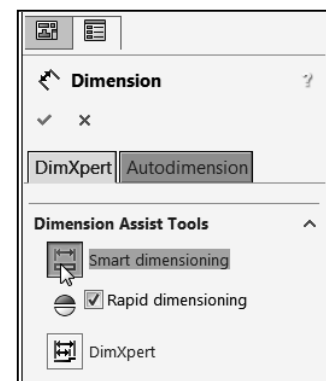 Dimension ?
DimXpert Autodimension
Dimension Assist Tools
Smart dimensioning
Rapid dimensioning
DimXpert